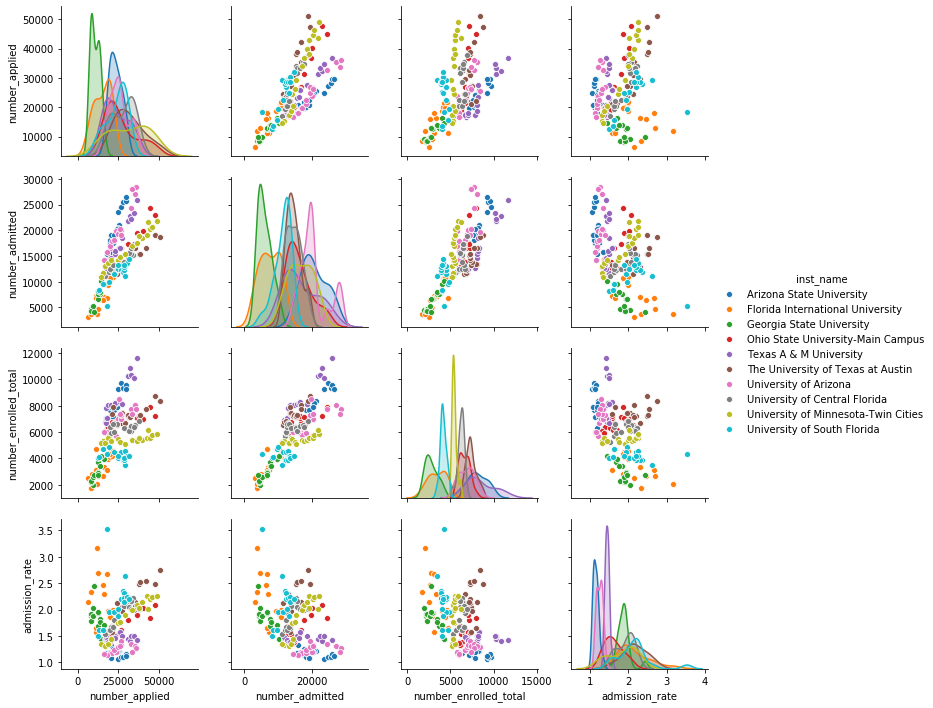 50000
40000
30000
20000
10000
number_applied
0
25000
50000
0
20000
0
5000
10000
15000
1
2
3
4
30000
25000
20000
15000
10000
5000
number_admitted
12000
10000
8000
6000
4000
2000
number_enrolled_total
3.5
3.0
2.5
2.0
1.5
1.0
admission_rate
number_applied
number_admitted
number_enrolled_total
admission_rate
inst_name
Arizona State University
Florida International University
Georgia State University
Ohio State University-Main Campus
Texas A & M University
The University of Texas at Austin
University of Arizona
University of Central Florida
University of Minnesota-Twin Cities
University of South Florida